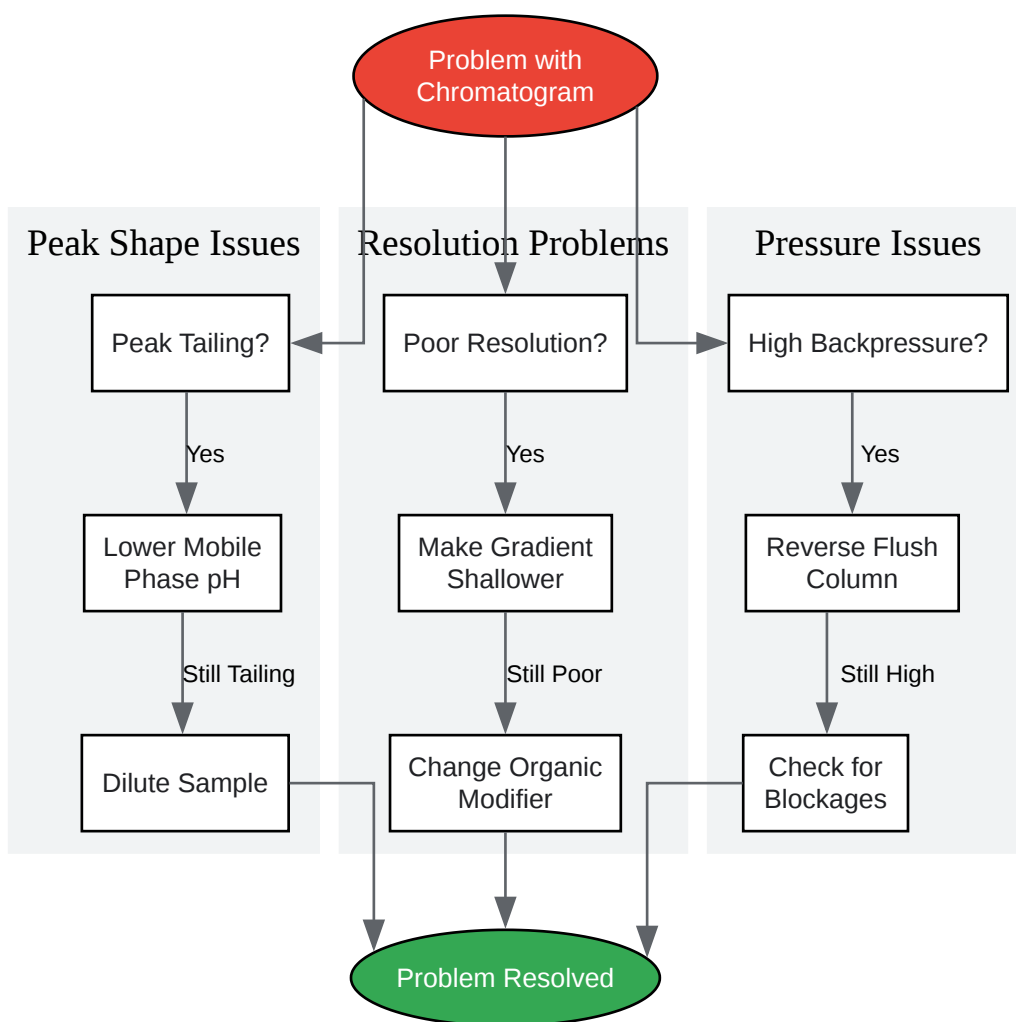 Problem with
Chromatogram
Peak Shape Issues
Resolution Problems
Pressure Issues
Peak Tailing?
Poor Resolution?
High Backpressure?
Yes
Yes
Yes
Lower Mobile
Phase pH
Make Gradient
Shallower
Reverse Flush
Column
Still Tailing
Still Poor
Still High
Dilute Sample
Change Organic
Modifier
Check for
Blockages
Problem Resolved